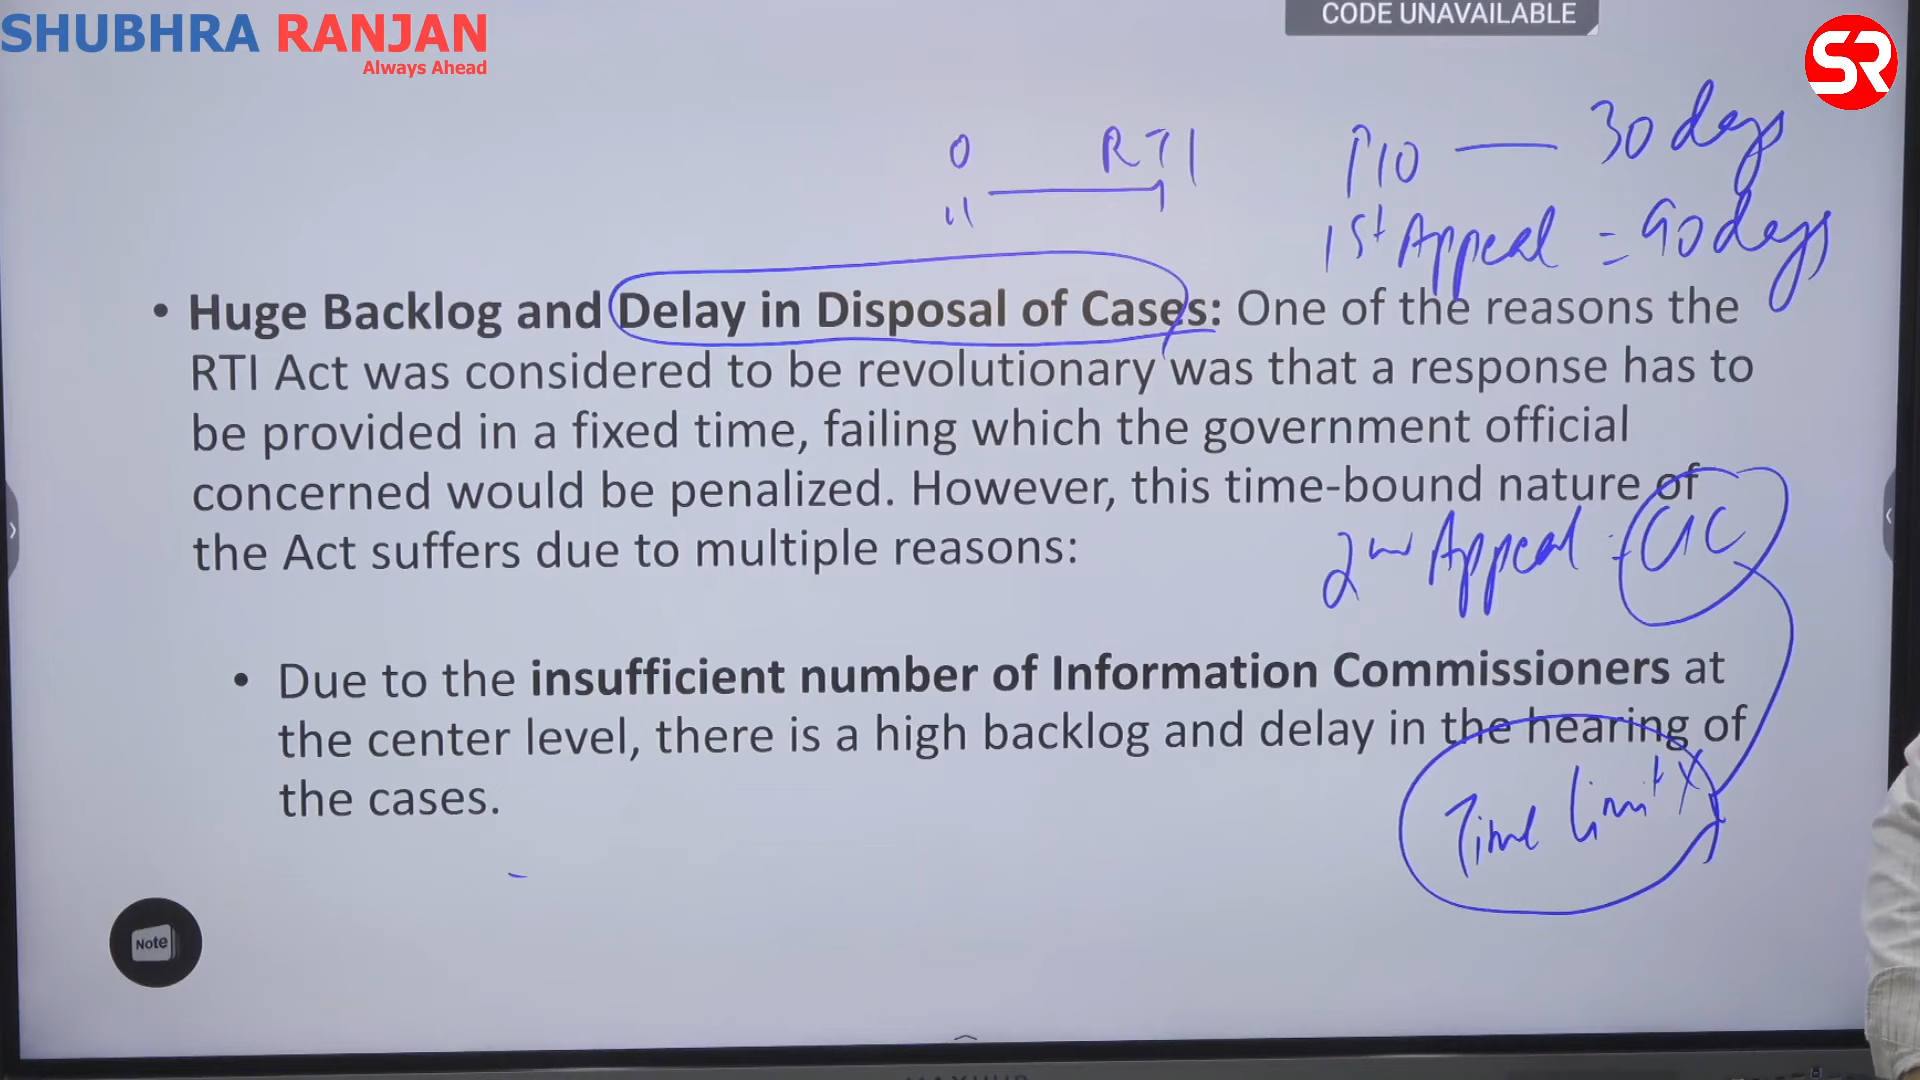 SHUBHRA RANJAN
Always Ahead
CODE UNAVAILABLE
SR
0 RTI
PIO — 30 days
1st Appeal = 90 days
• Huge Backlog and Delay in Disposal of Cases: One of the reasons the
RTI Act was considered to be revolutionary was that a response has to
be provided in a fixed time, failing which the government official
concerned would be penalized. However, this time-bound nature of
the Act suffers due to multiple reasons:
2nd Appeal - CIC
• Due to the insufficient number of Information Commissioners at
the center level, there is a high backlog and delay in the hearing of
the cases.
Time limit X
Note